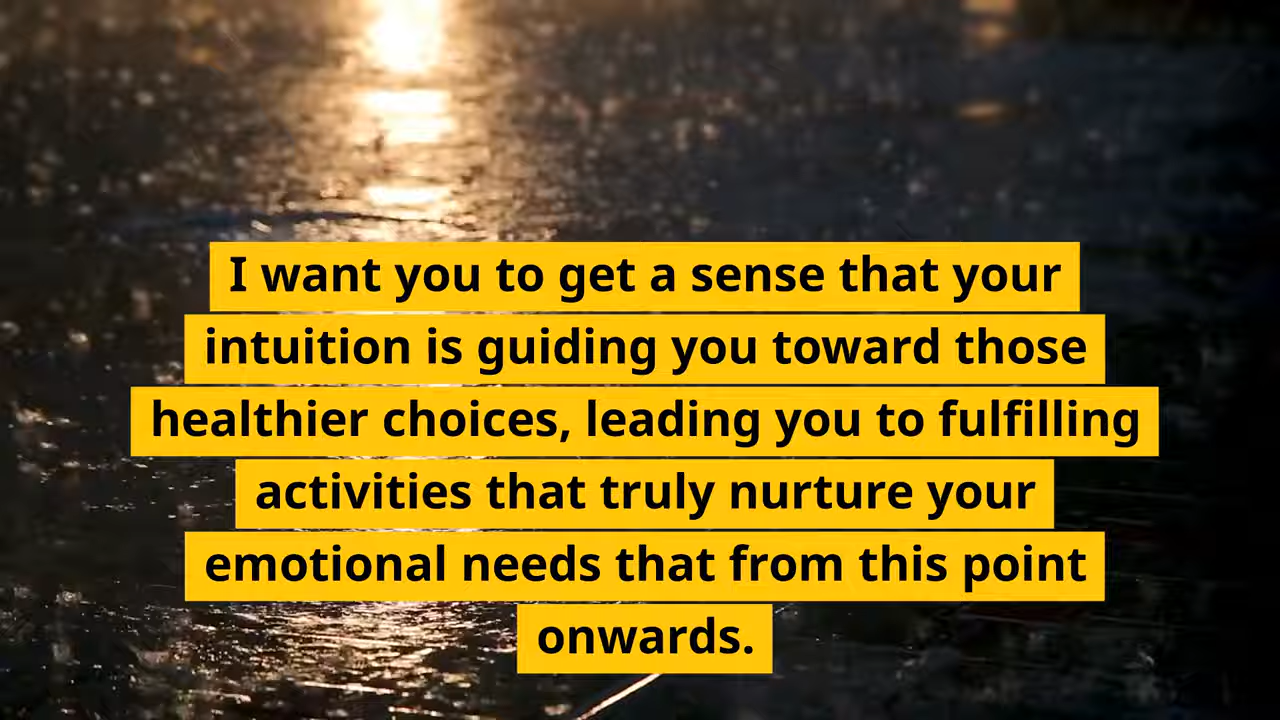 I want you to get a sense that your
intuition is guiding you toward those
healthier choices, leading you to fulfilling
activities that truly nurture your
emotional needs that from this point
onwards.